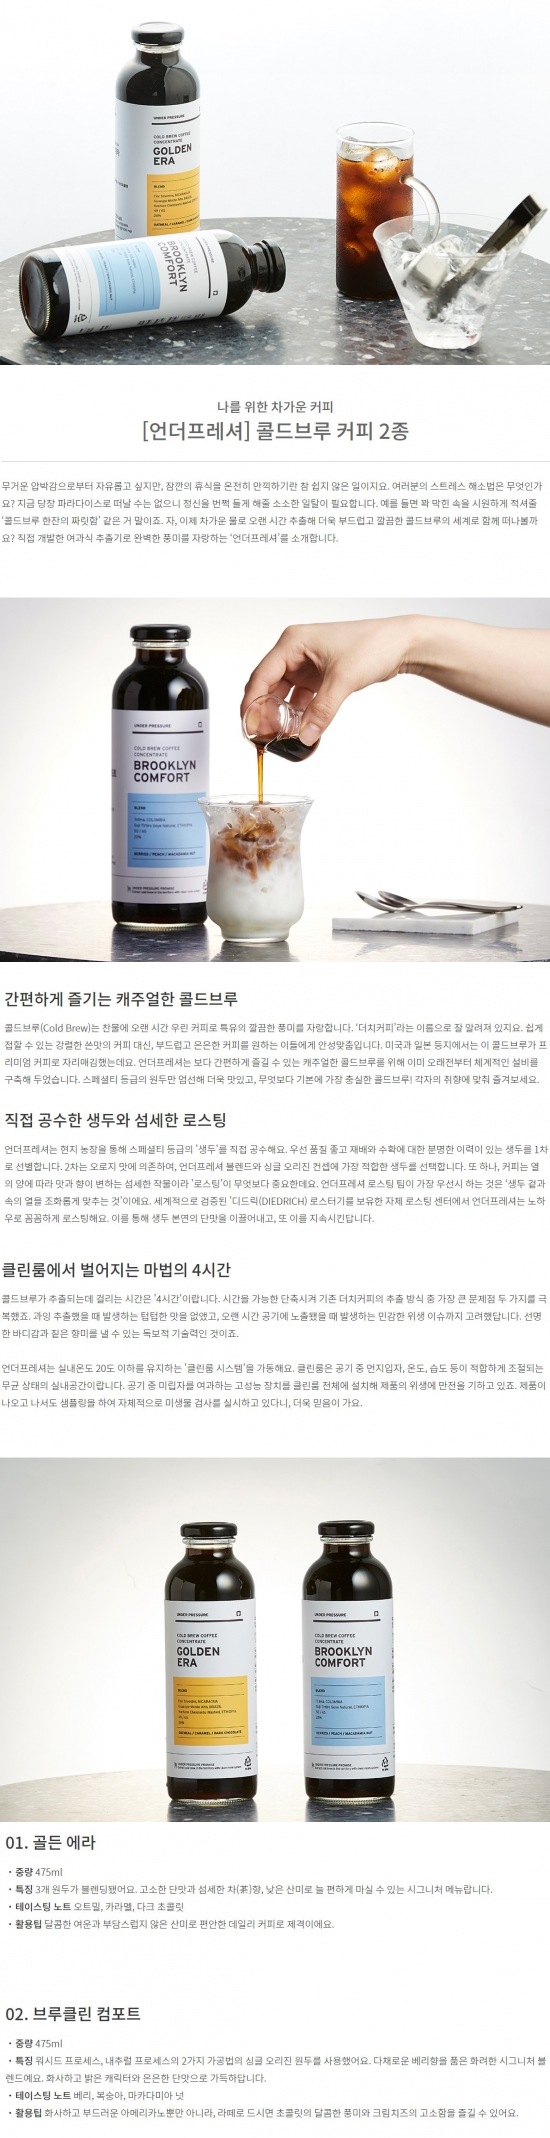 UNDER PRESSURE
COLD BREW COFFEE
CONCENTRATE
GOLDEN
ERA
BLEND
OATMEAL / CARAMEL / DARK CHOCOLATE
COLD BREW COFFEE
CONCENTRATE
BROOKLYN
COMFORT
나를 위한 차가운 커피
[언더프레셔] 콜드브루 커피 2종
무거운 압박감으로부터 자유롭고 싶지만, 잠깐의 휴식을 온전히 만끽하기란 참 쉽지 않은 일이지요. 여러분의 스트레스 해소법은 무엇인가
요? 지금 당장 파라다이스로 떠날 수는 없으니 정신을 번쩍 들게 해줄 소소한 일탈이 필요합니다. 예를 들면 꽉 막힌 속을 시원하게 적셔줄
‘콜드브루 한잔의 짜릿함’ 같은 거 말이죠. 자, 이제 차가운 물로 오랜 시간 추출해 더욱 부드럽고 깔끔한 콜드브루의 세계로 함께 떠나볼까
요? 직접 개발한 여과식 추출기로 완벽한 풍미를 자랑하는 ‘언더프레셔’를 소개합니다.
UNDER PRESSURE
COLD BREW COFFEE
CONCENTRATE
BROOKLYN
COMFORT
BLEND
BERRIES / PEACH / MACADAMIA NUT
UNDER PRESSURE PROMISE
간편하게 즐기는 캐주얼한 콜드브루
콜드브루(Cold Brew)는 찬물에 오랜 시간 우린 커피로 특유의 깔끔한 풍미를 자랑합니다. ‘더치커피’라는 이름으로 잘 알려져 있지요. 쉽게
접할 수 있는 강렬한 쓴맛의 커피 대신, 부드럽고 은은한 커피를 원하는 이들에게 안성맞춤입니다. 미국과 일본 등지에서는 이 콜드브루가 프
리미엄 커피로 자리매김했는데요. 언더프레셔는 보다 간편하게 즐길 수 있는 캐주얼한 콜드브루를 위해 이미 오래전부터 체계적인 설비를
구축해 두었습니다. 스페셜티 등급의 원두만 엄선해 더욱 맛있고, 무엇보다 기본에 가장 충실한 콜드브루! 각자의 취향에 맞춰 즐겨보세요.
직접 공수한 생두와 섬세한 로스팅
언더프레셔는 현지 농장을 통해 스페셜티 등급의 '생두'를 직접 공수해요. 우선 품질 좋고 재배와 수확에 대한 분명한 이력이 있는 생두를 1차
로 선별합니다. 2차는 오로지 맛에 의존하여, 언더프레셔 블렌드와 싱글 오리진 컨셉에 가장 적합한 생두를 선택합니다. 또 하나, 커피는 열
의 양에 따라 맛과 향이 변하는 섬세한 작물이라 '로스팅'이 무엇보다 중요한데요. 언더프레셔 로스팅 팀이 가장 우선시 하는 것은 ‘생두 겉과
속의 열을 조화롭게 맞추는 것’이에요. 세계적으로 검증된 '디드릭(DIEDRICH) 로스터기를 보유한 자체 로스팅 센터에서 언더프레셔는 노하
우로 꼼꼼하게 로스팅해요. 이를 통해 생두 본연의 단맛을 이끌어내고, 또 이를 지속시킨답니다.
클린룸에서 벌어지는 마법의 4시간
콜드브루가 추출되는데 걸리는 시간은 '4시간'이랍니다. 시간을 가능한 단축시켜 기존 더치커피의 추출 방식 중 가장 큰 문제점 두 가지를 극
복했죠. 과잉 추출했을 때 발생하는 텁텁한 맛을 없앴고, 오랜 시간 공기에 노출됐을 때 발생하는 민감한 위생 이슈까지 고려했답니다. 선명
한 바디감과 짙은 향미를 낼 수 있는 독보적 기술력인 것이죠.
언더프레셔는 실내온도 20도 이하를 유지하는 '클린룸 시스템'을 가동해요. 클린룸은 공기 중 먼지입자, 온도, 습도 등이 적합하게 조절되는
무균 상태의 실내공간이랍니다. 공기 중 미립자를 여과하는 고성능 장치를 클린룸 전체에 설치해 제품의 위생에 만전을 기하고 있죠. 제품이
나오고 나서도 샘플링을 하여 자체적으로 미생물 검사를 실시하고 있다니, 더욱 믿음이 가요.
UNDER PRESSURE
COLD BREW COFFEE
CONCENTRATE
GOLDEN
ERA
BLEND
OATMEAL / CARAMEL / DARK CHOCOLATE
UNDER PRESSURE PROMISE
UNDER PRESSURE
COLD BREW COFFEE
CONCENTRATE
BROOKLYN
COMFORT
BLEND
BERRIES / PEACH / MACADAMIA NUT
UNDER PRESSURE PROMISE
01. 골든 에라
・중량 475ml
・특징 3개 원두가 블렌딩됐어요. 고소한 단맛과 섬세한 차(茶)향, 낮은 산미로 늘 편하게 마실 수 있는 시그니처 메뉴랍니다.
・테이스팅 노트 오트밀, 카라멜, 다크 초콜릿
・활용팁 달콤한 여운과 부담스럽지 않은 산미로 편안한 데일리 커피로 제격이에요.
02. 브루클린 컴포트
・중량 475ml
・특징 워시드 프로세스, 내추럴 프로세스의 2가지 가공법의 싱글 오리진 원두를 사용했어요. 다채로운 베리향을 품은 화려한 시그니처 블
렌드예요. 화사하고 밝은 캐릭터와 은은한 단맛으로 가득하답니다.
・테이스팅 노트 베리, 복숭아, 마카다미아 넛
・활용팁 화사하고 부드러운 아메리카노뿐만 아니라, 라떼로 드시면 초콜릿의 달콤한 풍미와 크림치즈의 고소함을 즐길 수 있어요.